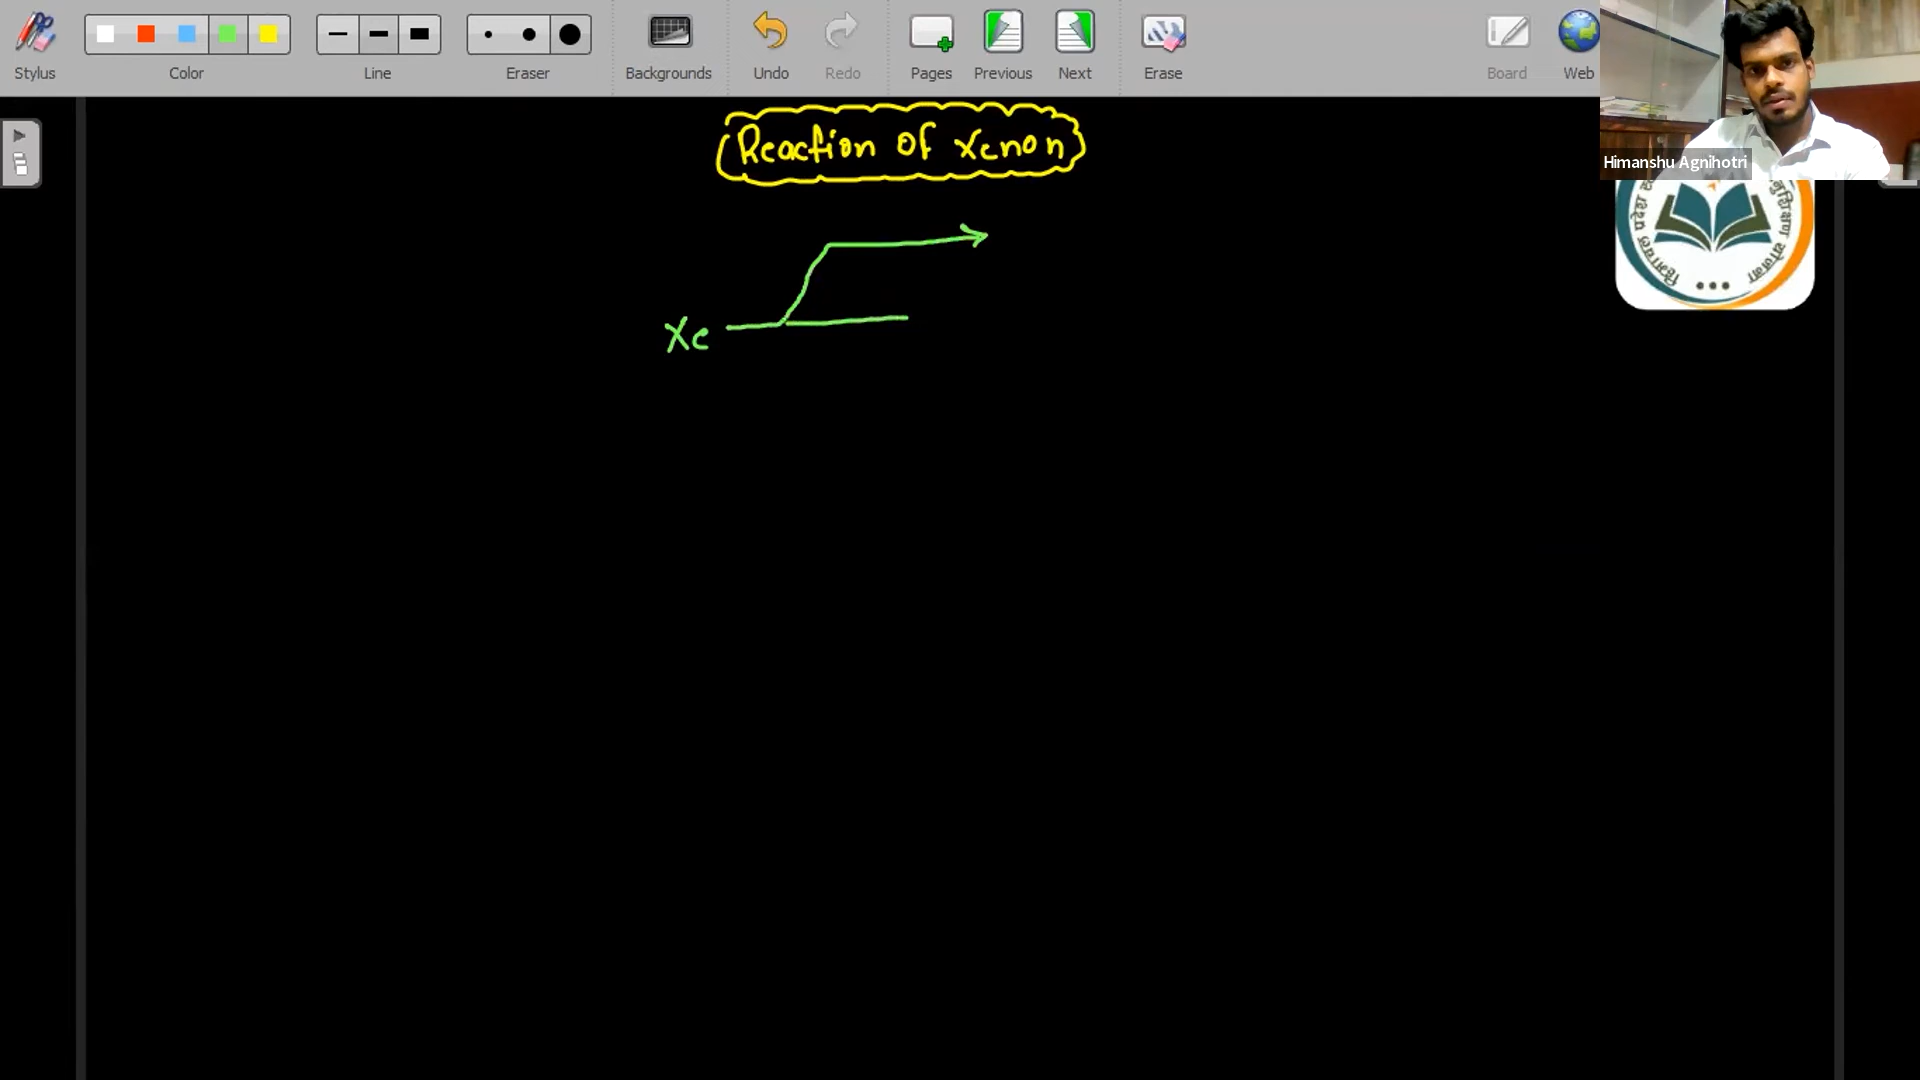 Stylus Color Line Eraser Backgrounds Undo Redo Pages Previous Next Erase Board Web
Himanshu Agnihotri
Reaction of Xenon
Xe